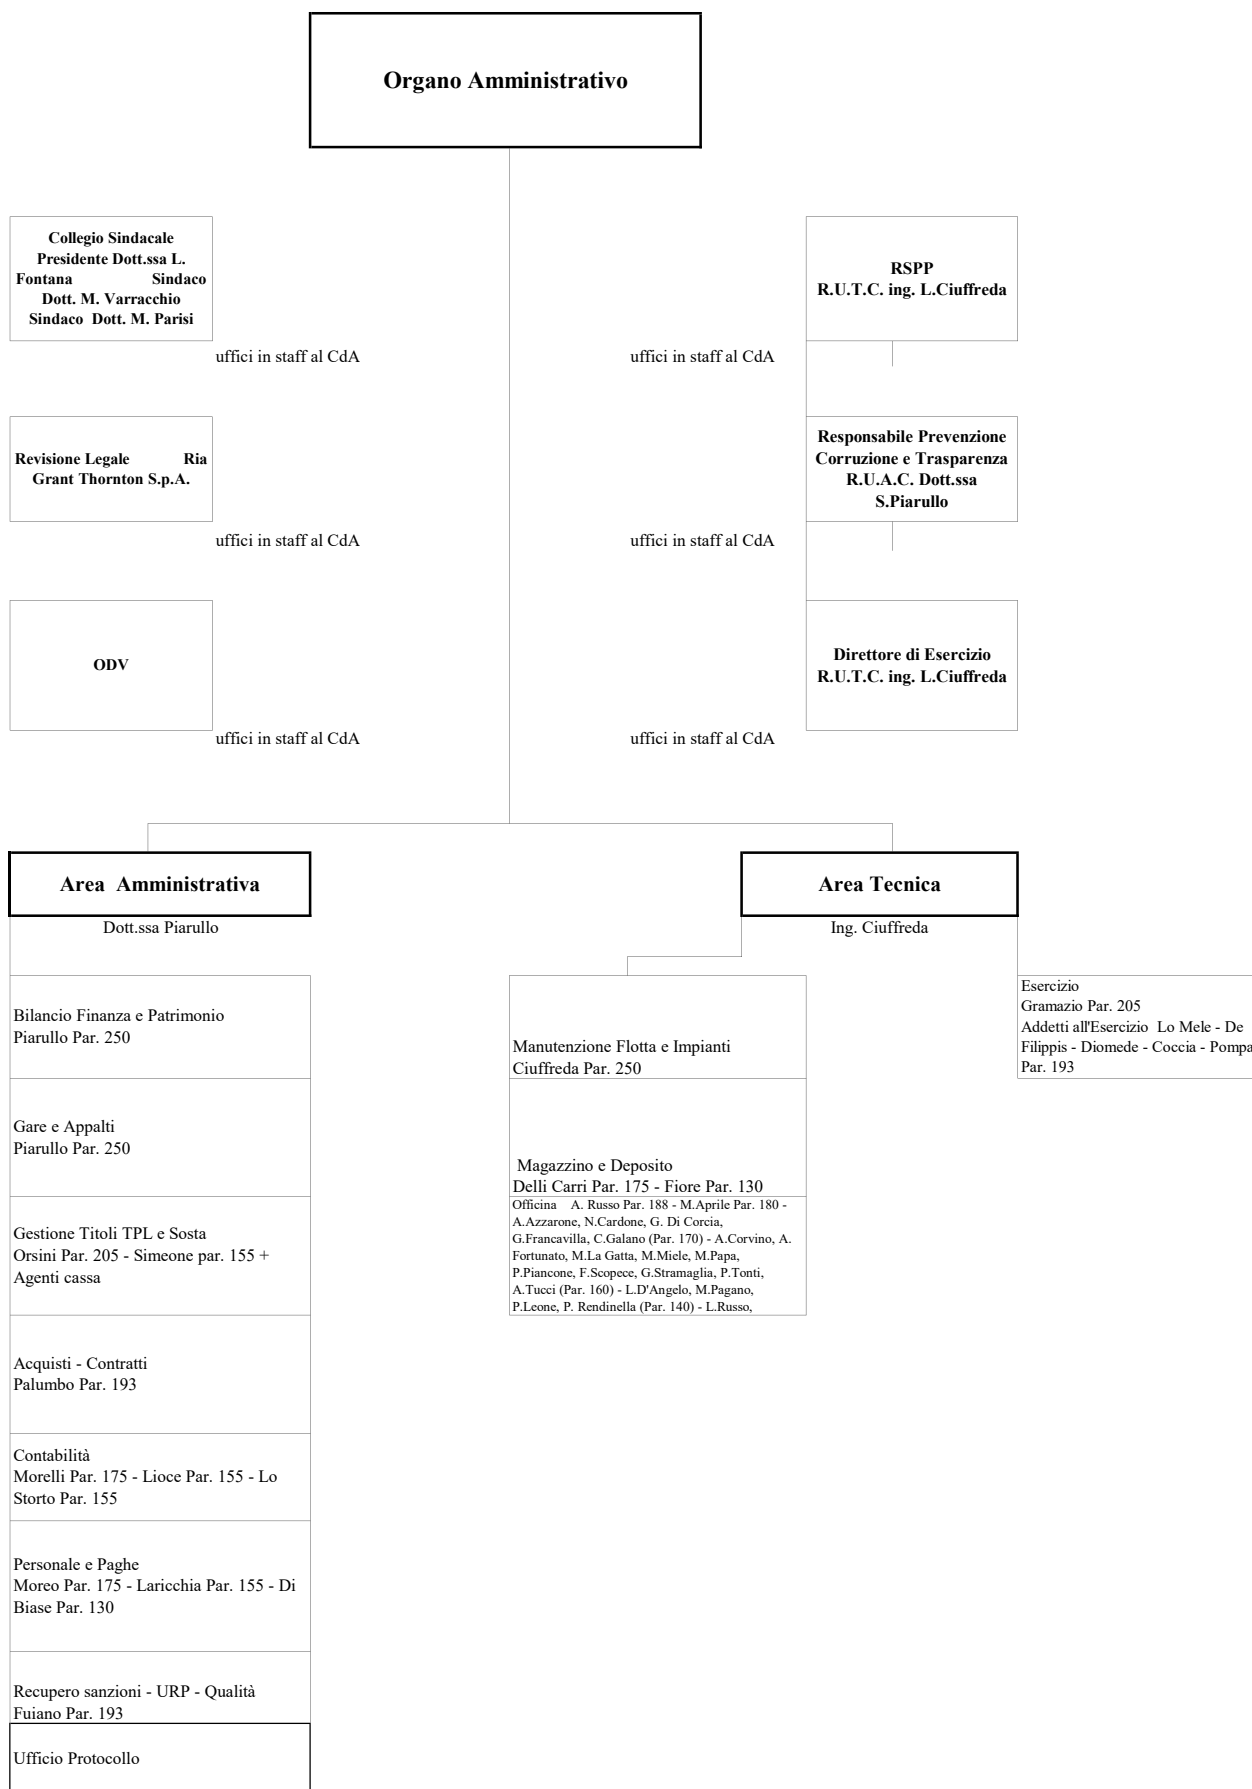 Organo Amministrativo
Collegio Sindacale
Presidente Dott.ssa L.
Fontana Sindaco
Dott. M. Varracchio
Sindaco Dott. M. Parisi
RSPP
R.U.T.C. ing. L.Ciuffreda
uffici in staff al CdA
uffici in staff al CdA
Revisione Legale Ria
Grant Thornton S.p.A.
Responsabile Prevenzione
Corruzione e Trasparenza
R.U.A.C. Dott.ssa
S.Piarullo
uffici in staff al CdA
uffici in staff al CdA
ODV
Direttore di Esercizio
R.U.T.C. ing. L.Ciuffreda
uffici in staff al CdA
uffici in staff al CdA
Area Amministrativa
Dott.ssa Piarullo
Area Tecnica
Ing. Ciuffreda
Bilancio Finanza e Patrimonio
Piarullo Par. 250
Gare e Appalti
Piarullo Par. 250
Gestione Titoli TPL e Sosta
Orsini Par. 205 - Simeone par. 155 +
Agenti cassa
Acquisti - Contratti
Palumbo Par. 193
Contabilità
Morelli Par. 175 - Lioce Par. 155 - Lo
Storto Par. 155
Personale e Paghe
Moreo Par. 175 - Laricchia Par. 155 - Di
Biase Par. 130
Recupero sanzioni - URP - Qualità
Fuiano Par. 193
Ufficio Protocollo
Manutenzione Flotta e Impianti
Ciuffreda Par. 250
Magazzino e Deposito
Delli Carri Par. 175 - Fiore Par. 130
Officina A. Russo Par. 188 - M.Aprile Par. 180 -
A.Azzarone, N.Cardone, G. Di Corcia,
G.Francavilla, C.Galano (Par. 170) - A.Corvino, A.
Fortunato, M.La Gatta, M.Miele, M.Papa,
P.Piancone, F.Scopece, G.Stramaglia, P.Tonti,
A.Tucci (Par. 160) - L.D'Angelo, M.Pagano,
P.Leone, P. Rendinella (Par. 140) - L.Russo,
Esercizio
Gramazio Par. 205
Addetti all'Esercizio Lo Mele - De
Filippis - Diomede - Coccia - Pompa
Par. 193